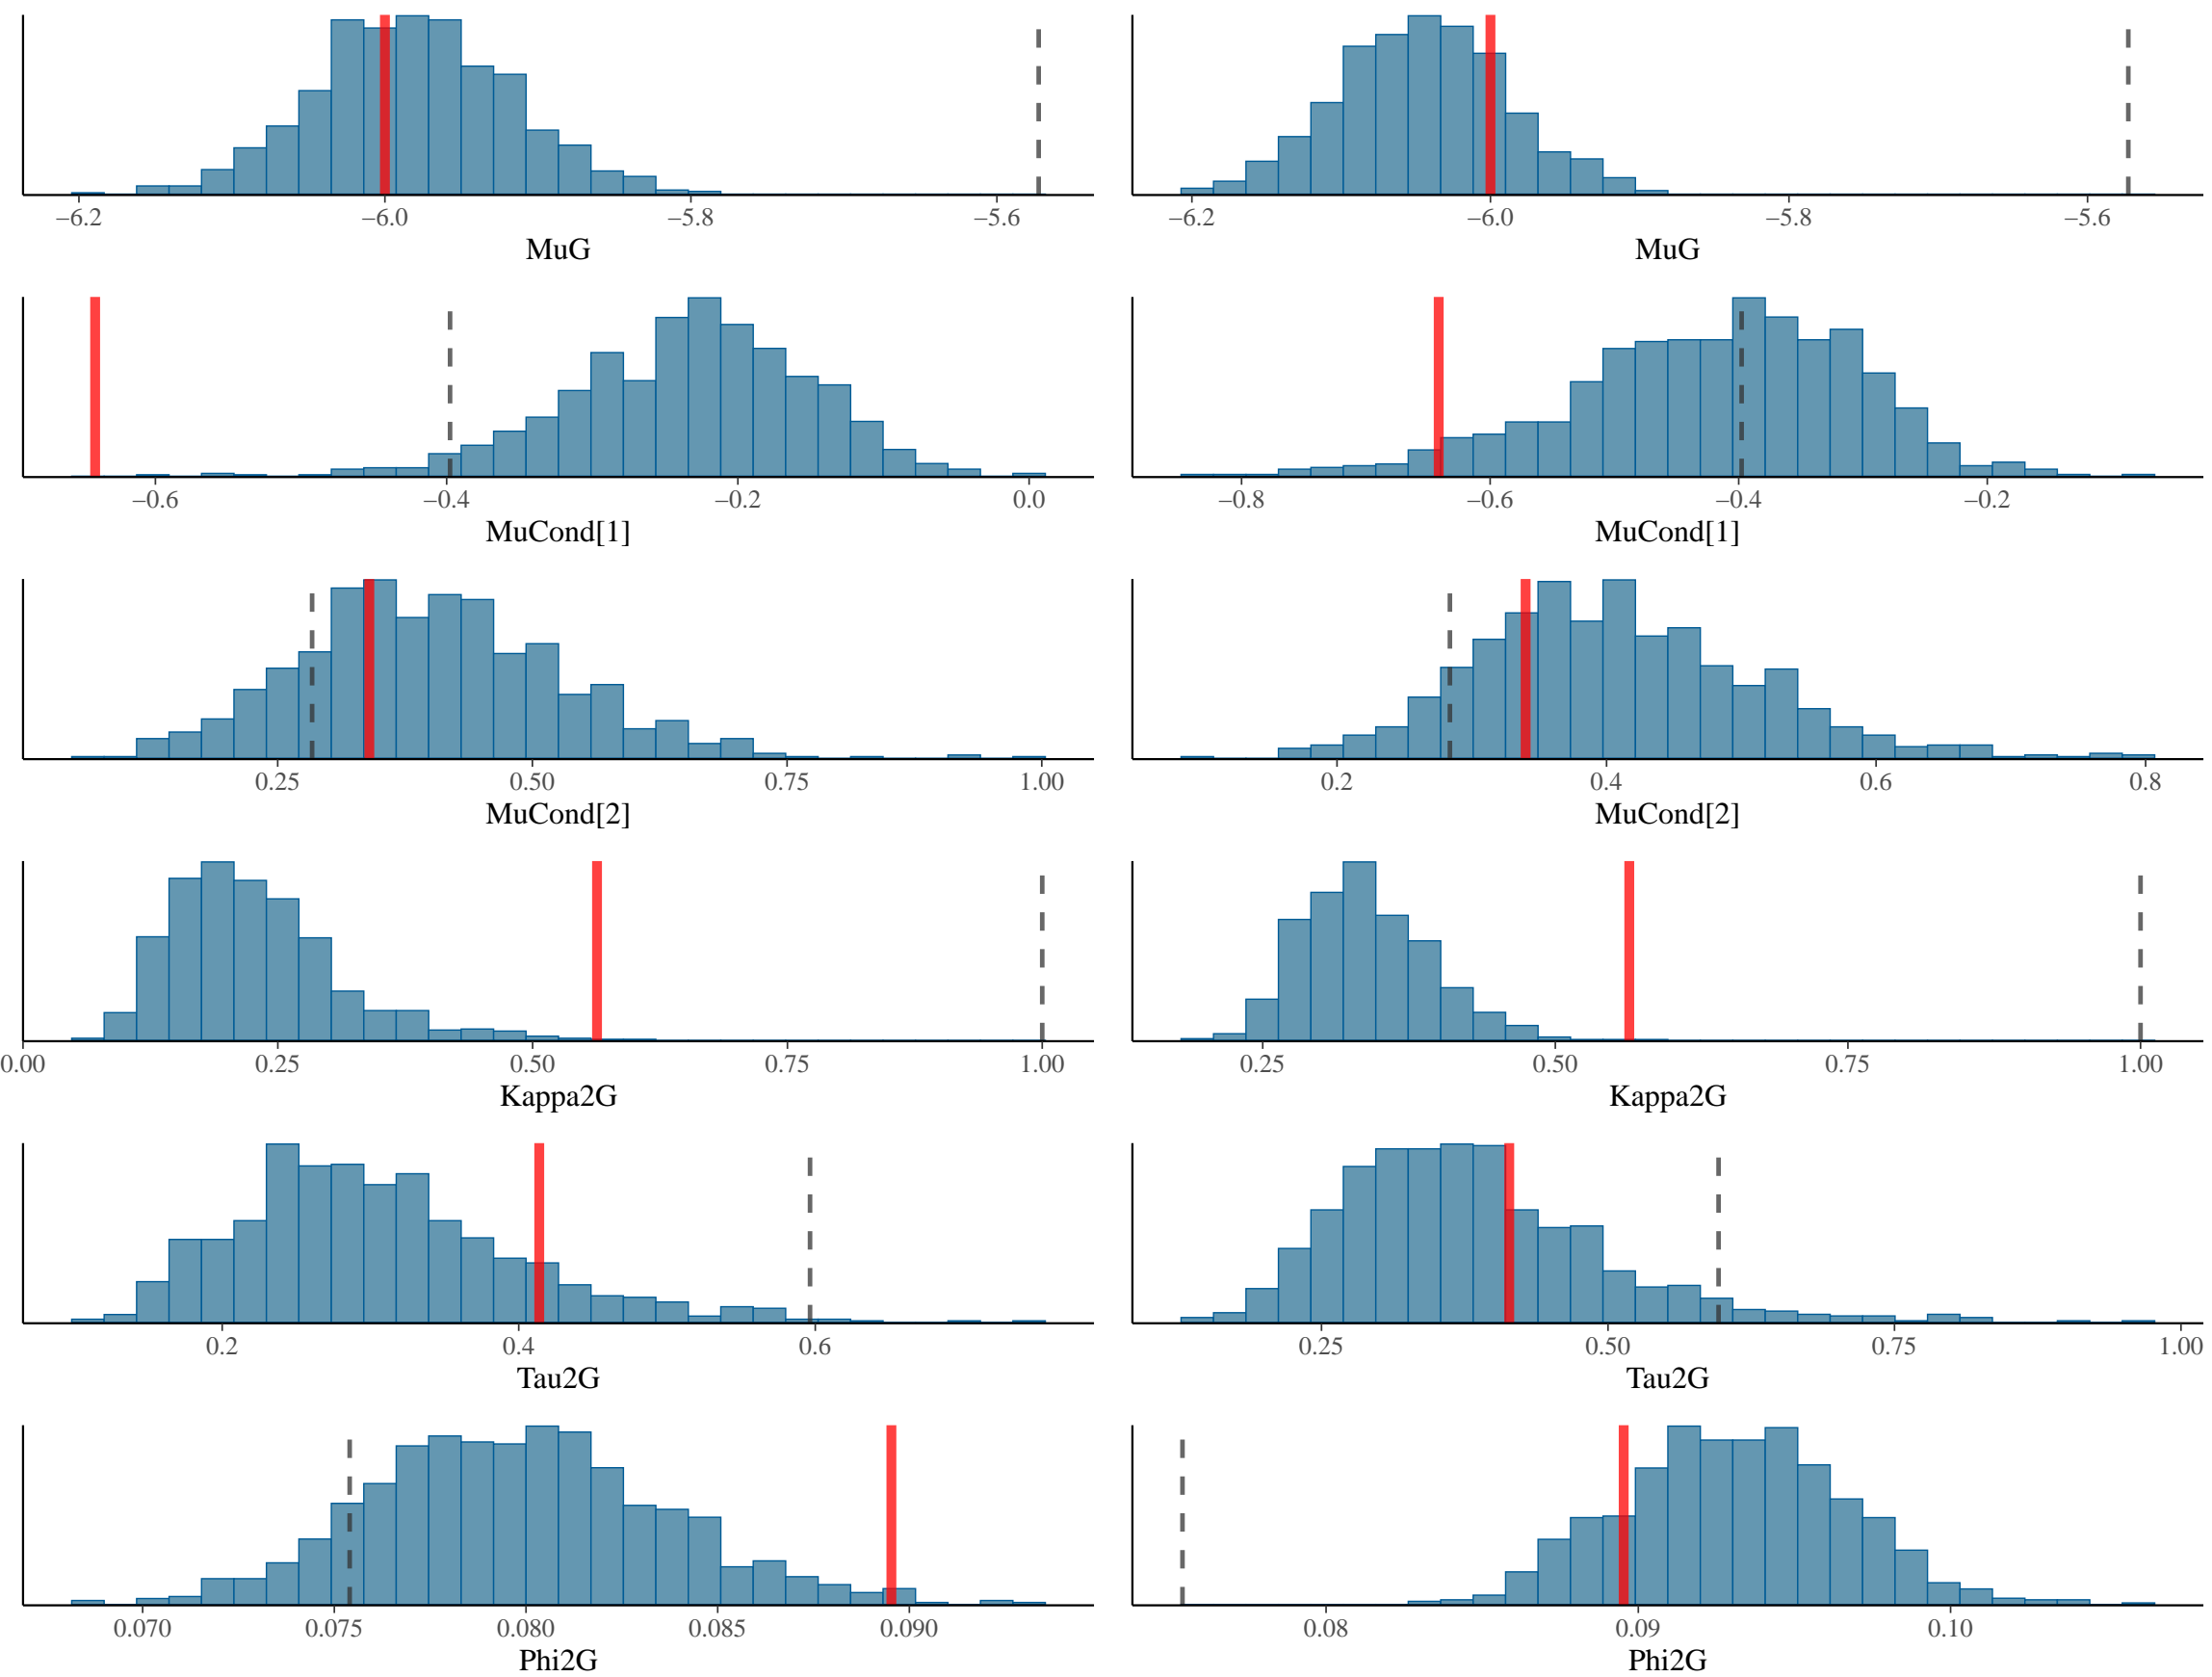 −6.2 −6.0 −5.8 −5.6
MuG
−6.2 −6.0 −5.8 −5.6
MuG
−0.6 −0.4 −0.2 0.0
MuCond[1]
−0.8 −0.6 −0.4 −0.2
MuCond[1]
0.25 0.50 0.75 1.00
MuCond[2]
0.2 0.4 0.6 0.8
MuCond[2]
0.00 0.25 0.50 0.75 1.00
Kappa2G
0.25 0.50 0.75 1.00
Kappa2G
0.2 0.4 0.6
Tau2G
0.25 0.50 0.75 1.00
Tau2G
0.070 0.075 0.080 0.085 0.090
Phi2G
0.08 0.09 0.10
Phi2G